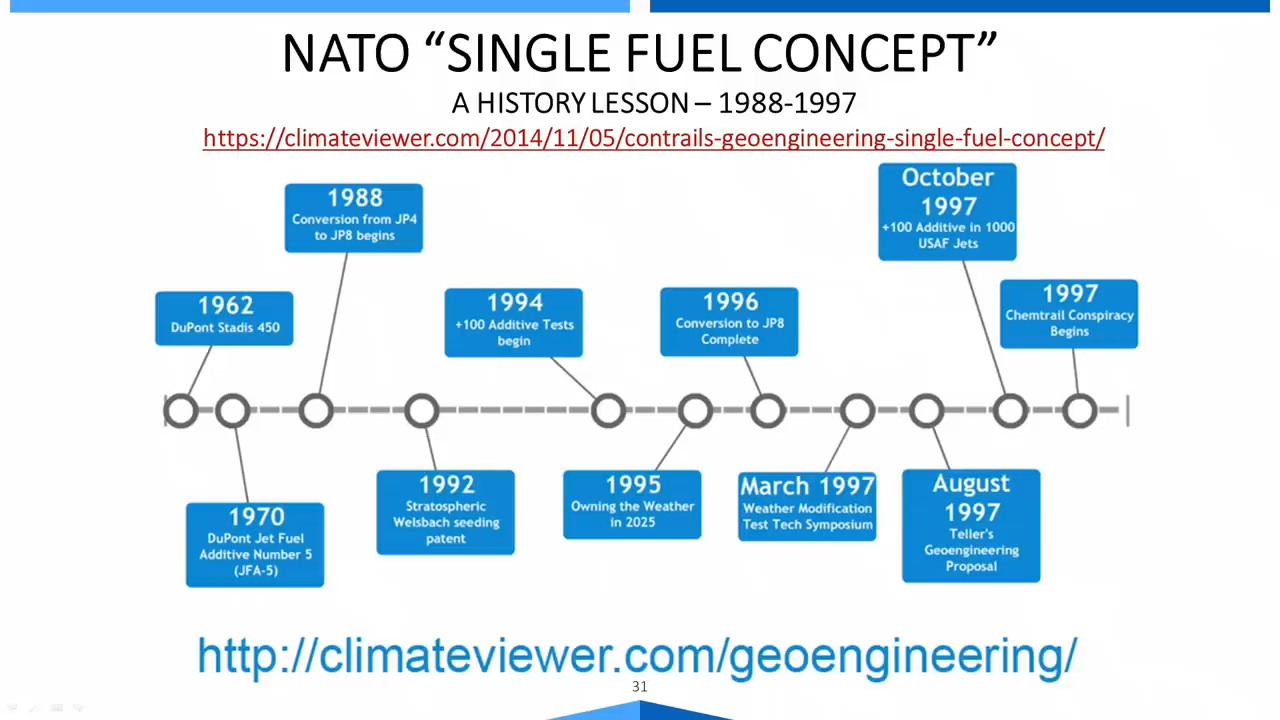 NATO “SINGLE FUEL CONCEPT”
A HISTORY LESSON – 1988-1997
https://climateviewer.com/2014/11/05/contrails-geoengineering-single-fuel-concept/
1962
DuPont Stadis 450
1988
Conversion from JP4
to JP8 begins
1994
+100 Additive Tests
begin
1996
Conversion to JP8
Complete
October
1997
+100 Additive in 1000
USAF Jets
1997
Chemtrail Conspiracy
Begins
1970
DuPont Jet Fuel
Additive Number 5
(JFA-5)
1992
Stratospheric
Welsbach seeding
patent
1995
Owning the Weather
in 2025
March 1997
Weather Modification
Test Tech Symposium
August
1997
Teller's
Geoengineering
Proposal
http://climateviewer.com/geoengineering/
31